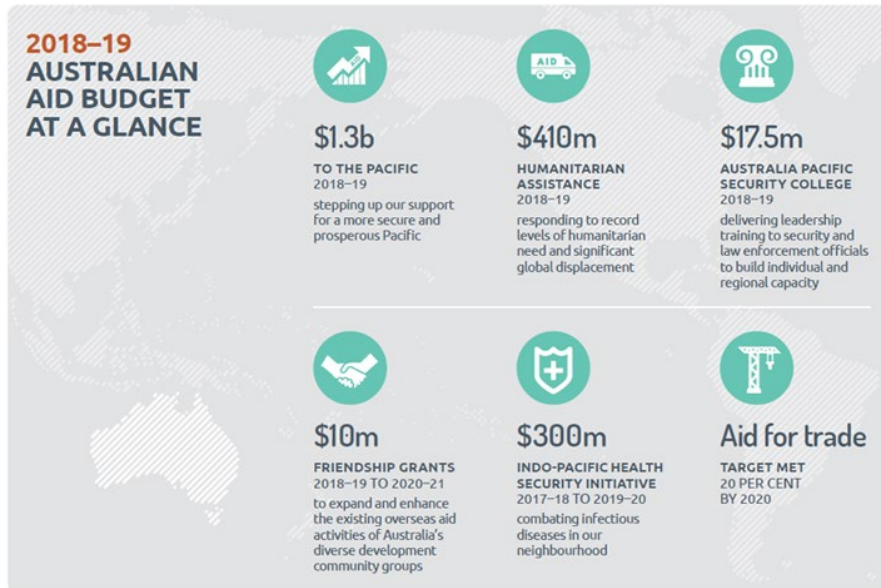 2018–19
AUSTRALIAN
AID BUDGET
AT A GLANCE
AID
$1.3b
TO THE PACIFIC
2018–19
stepping up our support
for a more secure and
prosperous Pacific
AID
$410m
HUMANITARIAN
ASSISTANCE
2018–19
responding to record
levels of humanitarian
need and significant
global displacement
$17.5m
AUSTRALIA PACIFIC
SECURITY COLLEGE
2018–19
delivering leadership
training to security and
law enforcement officials
to build individual and
regional capacity
$10m
FRIENDSHIP GRANTS
2018–19 TO 2020–21
to expand and enhance
the existing overseas aid
activities of Australia's
diverse development
community groups
$300m
INDO-PACIFIC HEALTH
SECURITY INITIATIVE
2017–18 TO 2019–20
combating infectious
diseases in our
neighbourhood
Aid for trade
TARGET MET
20 PER CENT
BY 2020